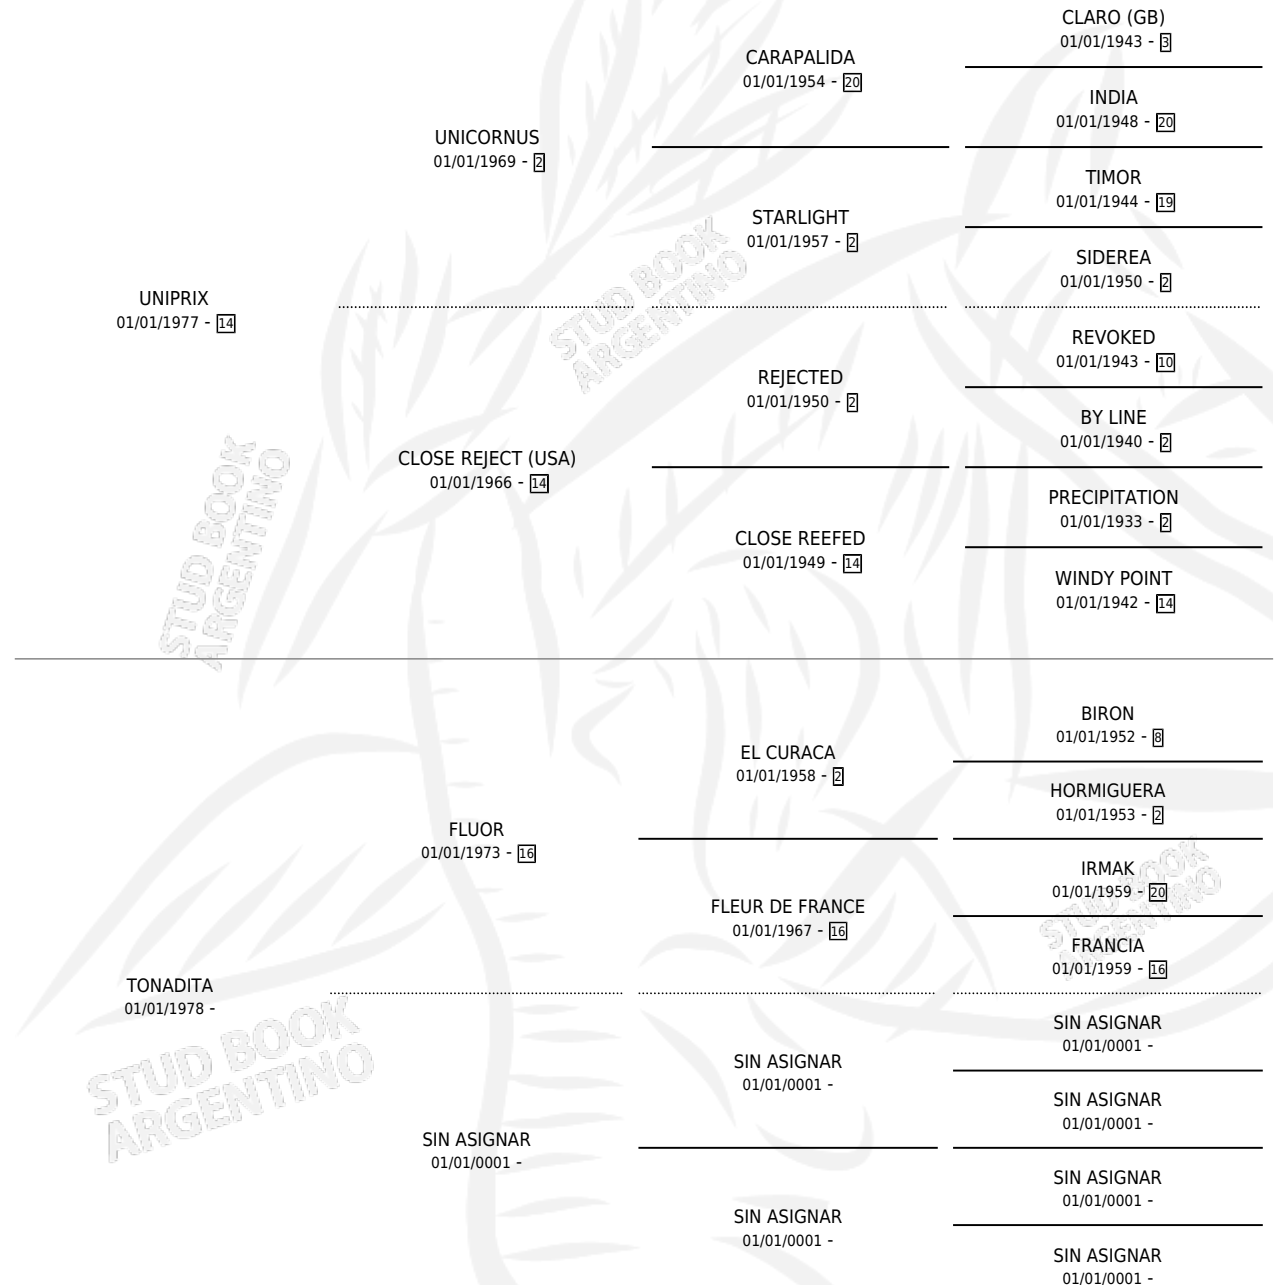 CLARO (GB)
01/01/1943 - 3
CARAPALIDA
01/01/1954 - 20
INDIA
01/01/1948 - 20
UNICORNUS
01/01/1969 - 2
TIMOR
01/01/1944 - 19
STARLIGHT
01/01/1957 - 2
SIDEREA
01/01/1950 - 2
UNIPRIX
01/01/1977 - 14
REVOKED
01/01/1943 - 10
REJECTED
01/01/1950 - 2
BY LINE
01/01/1940 - 2
CLOSE REJECT (USA)
01/01/1966 - 14
PRECIPITATION
01/01/1933 - 2
CLOSE REEFED
01/01/1949 - 14
WINDY POINT
01/01/1942 - 14
STUD BOOK
ARGENTINO
STUD BOOK
ARGENTINO
BIRON
01/01/1952 - 8
EL CURACA
01/01/1958 - 2
HORMIGUERA
01/01/1953 - 2
FLUOR
01/01/1973 - 16
IRMAK
01/01/1959 - 20
FLEUR DE FRANCE
01/01/1967 - 16
FRANCIA
01/01/1959 - 16
STUD BOOK
ARGENTINO
TONADITA
01/01/1978 -
SIN ASIGNAR
01/01/0001 -
SIN ASIGNAR
01/01/0001 -
SIN ASIGNAR
01/01/0001 -
SIN ASIGNAR
01/01/0001 -
SIN ASIGNAR
01/01/0001 -
SIN ASIGNAR
01/01/0001 -
SIN ASIGNAR
01/01/0001 -
STUD BOOK
ARGENTINO